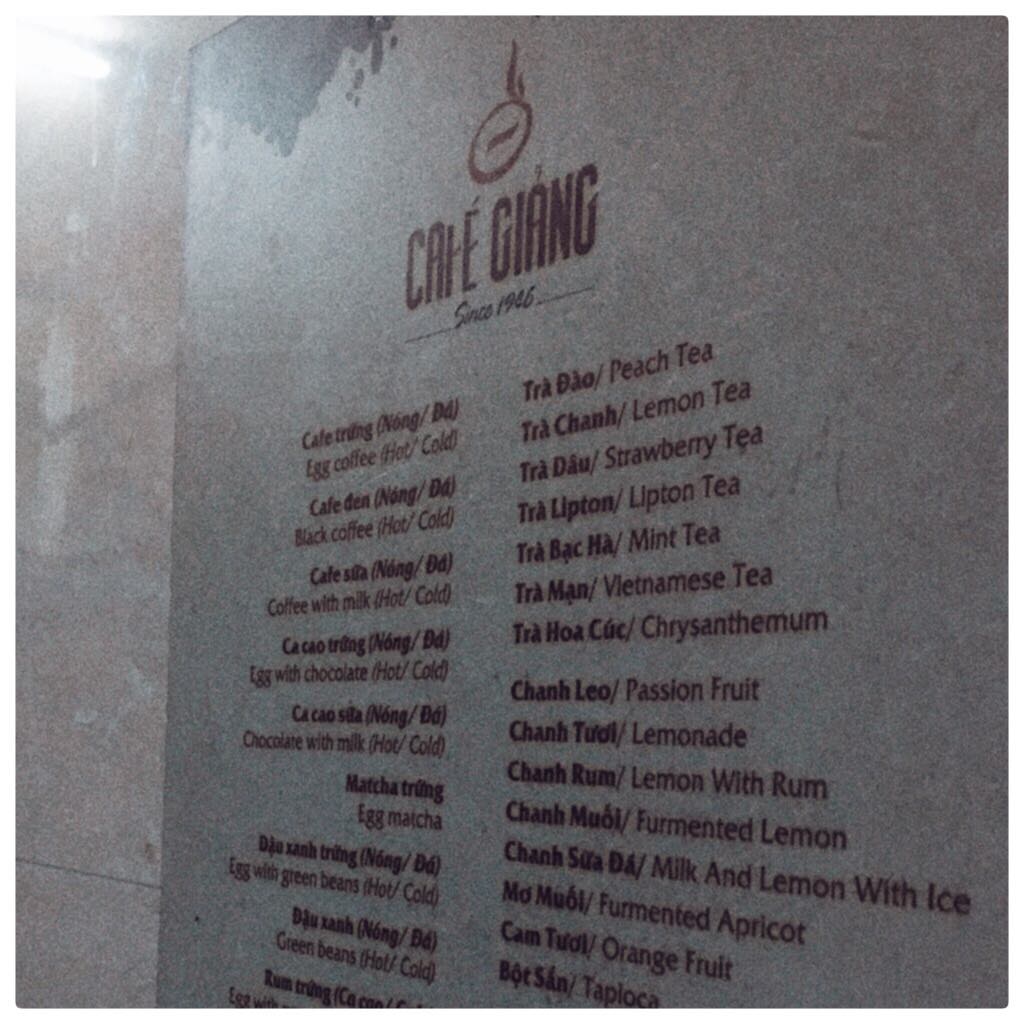 CAFÉ GIẢNG
Since 1946
Cafe trứng (Nóng/ Đá)
Egg coffee (Hot/ Cold)
Cafe đen (Nóng/ Đá)
Black coffee (Hot/ Cold)
Cafe sữa (Nóng/ Đá)
Coffee with milk (Hot/ Cold)
Ca cao trứng (Nóng/ Đá)
Egg with chocolate (Hot/ Cold)
Ca cao sữa (Nóng/ Đá)
Chocolate with milk (Hot/ Cold)
Matcha trứng
Egg matcha
Đậu xanh trứng (Nóng/ Đá)
Egg with green beans (Hot/ Cold)
Đậu xanh (Nóng/ Đá)
Green beans (Hot/ Cold)
Rum trứng (Ca cao/
Egg with
Trà Đào/ Peach Tea
Trà Chanh/ Lemon Tea
Trà Dâu/ Strawberry Tea
Trà Lipton/ Lipton Tea
Trà Bạc Hà/ Mint Tea
Trà Mạn/ Vietnamese Tea
Trà Hoa Cúc/ Chrysanthemum
Chanh Leo/ Passion Fruit
Chanh Tươi/ Lemonade
Chanh Rum/ Lemon With Rum
Chanh Muối/ Furmented Lemon
Chanh Sữa Đá/ Milk And Lemon With Ice
Mơ Muối/ Furmented Apricot
Cam Tươi/ Orange Fruit
Bột Sắn/ Tapioca